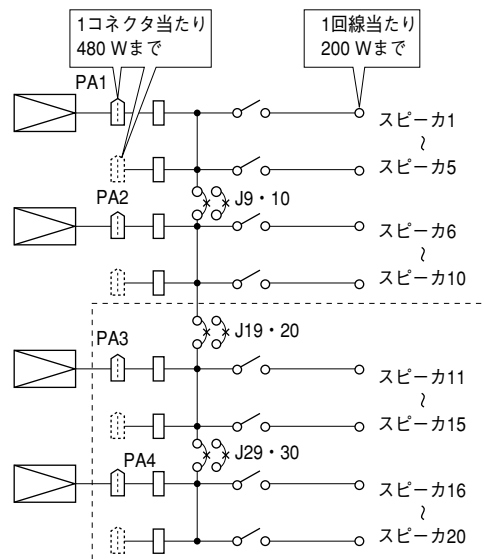 1コネクタ当たり
480 Wまで
1回線当たり
200 Wまで
PA1
スピーカ1
～
スピーカ5
J9・10
PA2
スピーカ6
～
スピーカ10
J19・20
PA3
スピーカ11
～
スピーカ15
J29・30
PA4
スピーカ16
～
スピーカ20